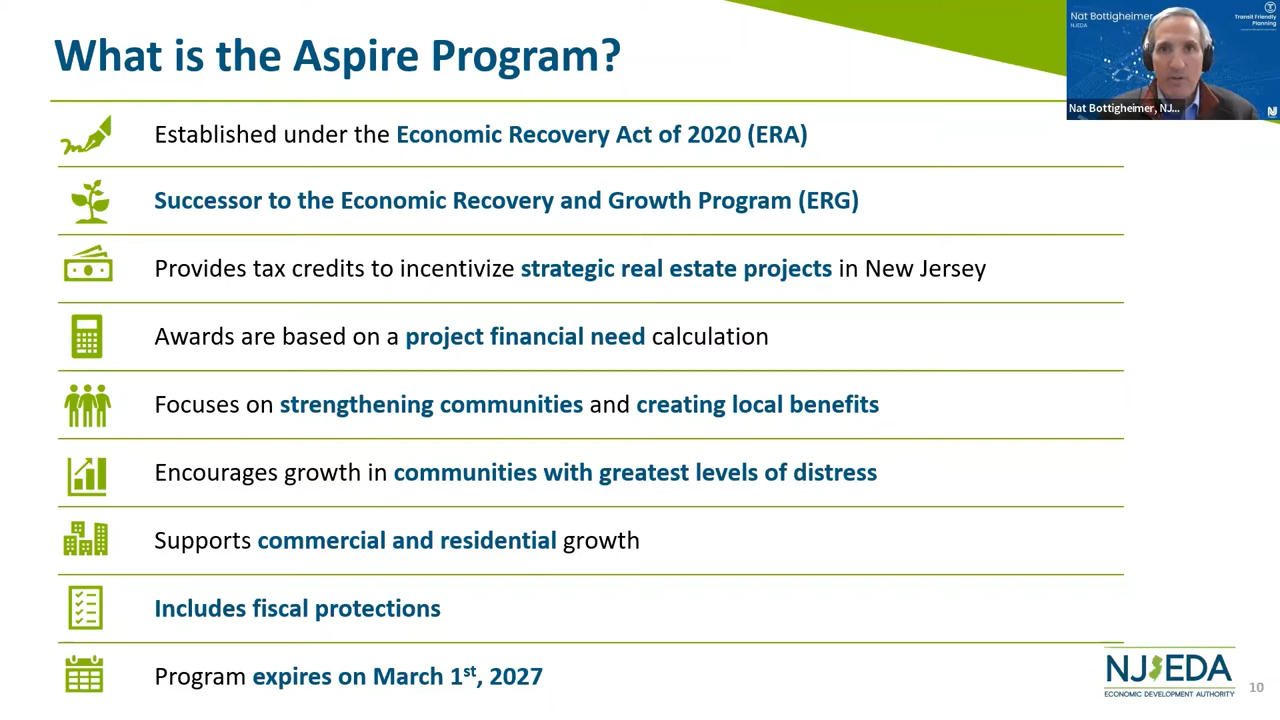 What is the Aspire Program?
Nat Bottigheimer
NJEDA
Transit Friendly
Planning
Nat Bottigheimer, NJ...
Established under the Economic Recovery Act of 2020 (ERA)
Successor to the Economic Recovery and Growth Program (ERG)
Provides tax credits to incentivize strategic real estate projects in New Jersey
Awards are based on a project financial need calculation
Focuses on strengthening communities and creating local benefits
Encourages growth in communities with greatest levels of distress
Supports commercial and residential growth
Includes fiscal protections
Program expires on March 1st, 2027
NJEDA
ECONOMIC DEVELOPMENT AUTHORITY
10